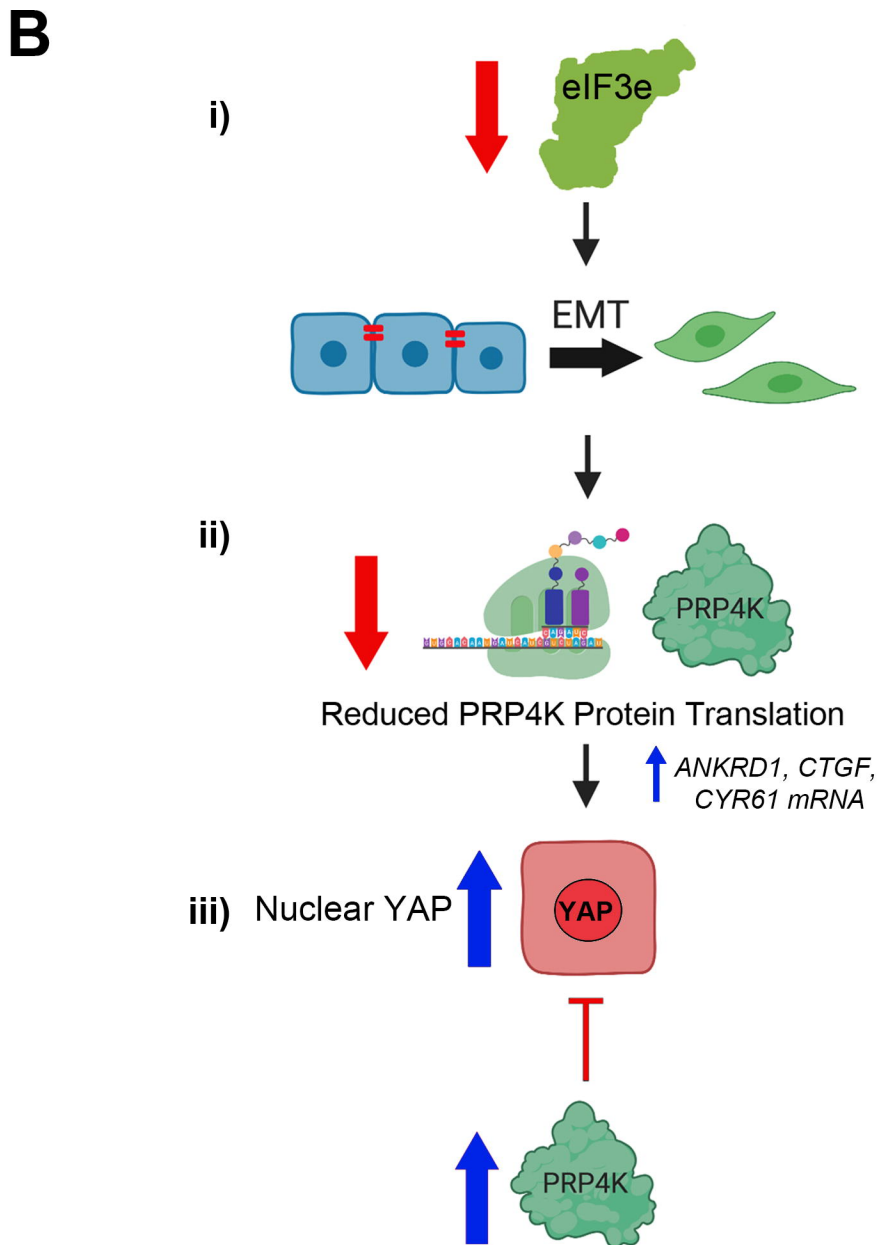 B
i)
eIF3e
EMT
ii)
PRP4K
Reduced PRP4K Protein Translation
ANKRD1, CTGF,
CYR61 mRNA
iii) Nuclear YAP
YAP
PRP4K